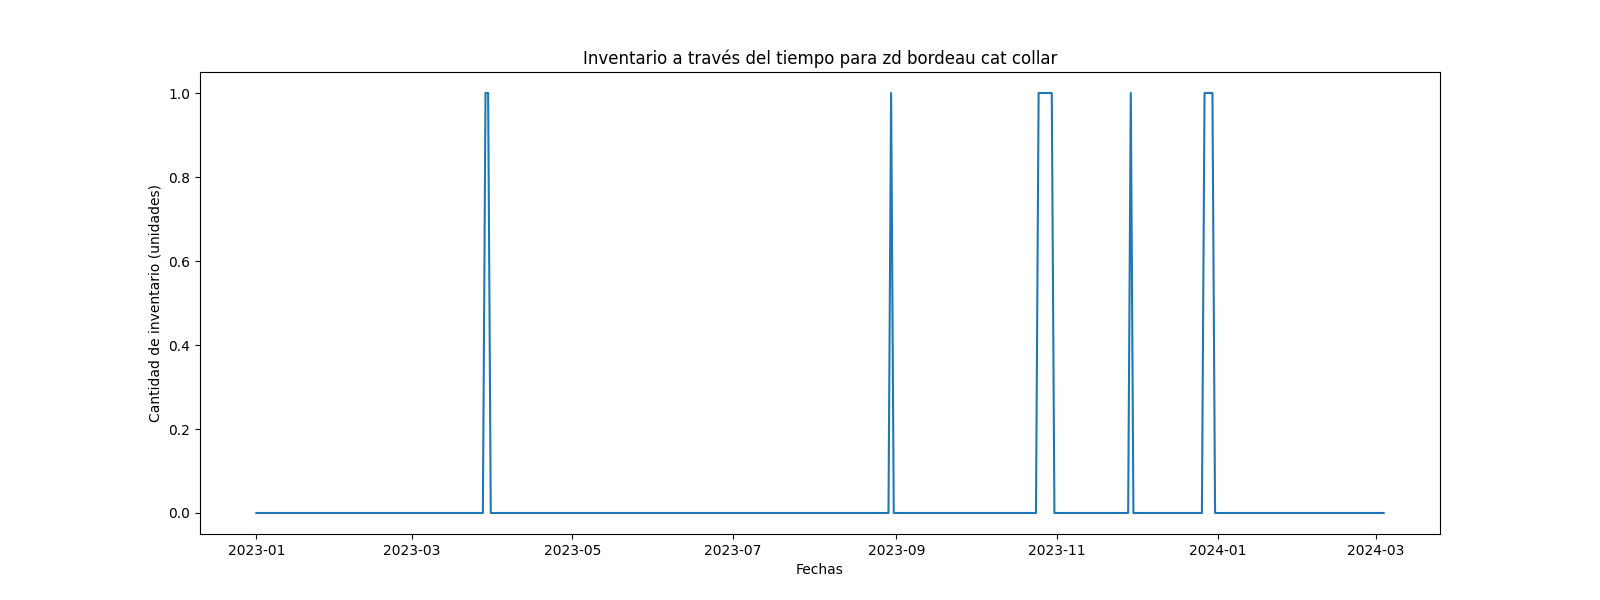 Inventario a través del tiempo para zd bordeau cat collar
Cantidad de inventario (unidades)
1.0
0.8
0.6
0.4
0.2
0.0
2023-01 2023-03 2023-05 2023-07 2023-09 2023-11 2024-01 2024-03
Fechas